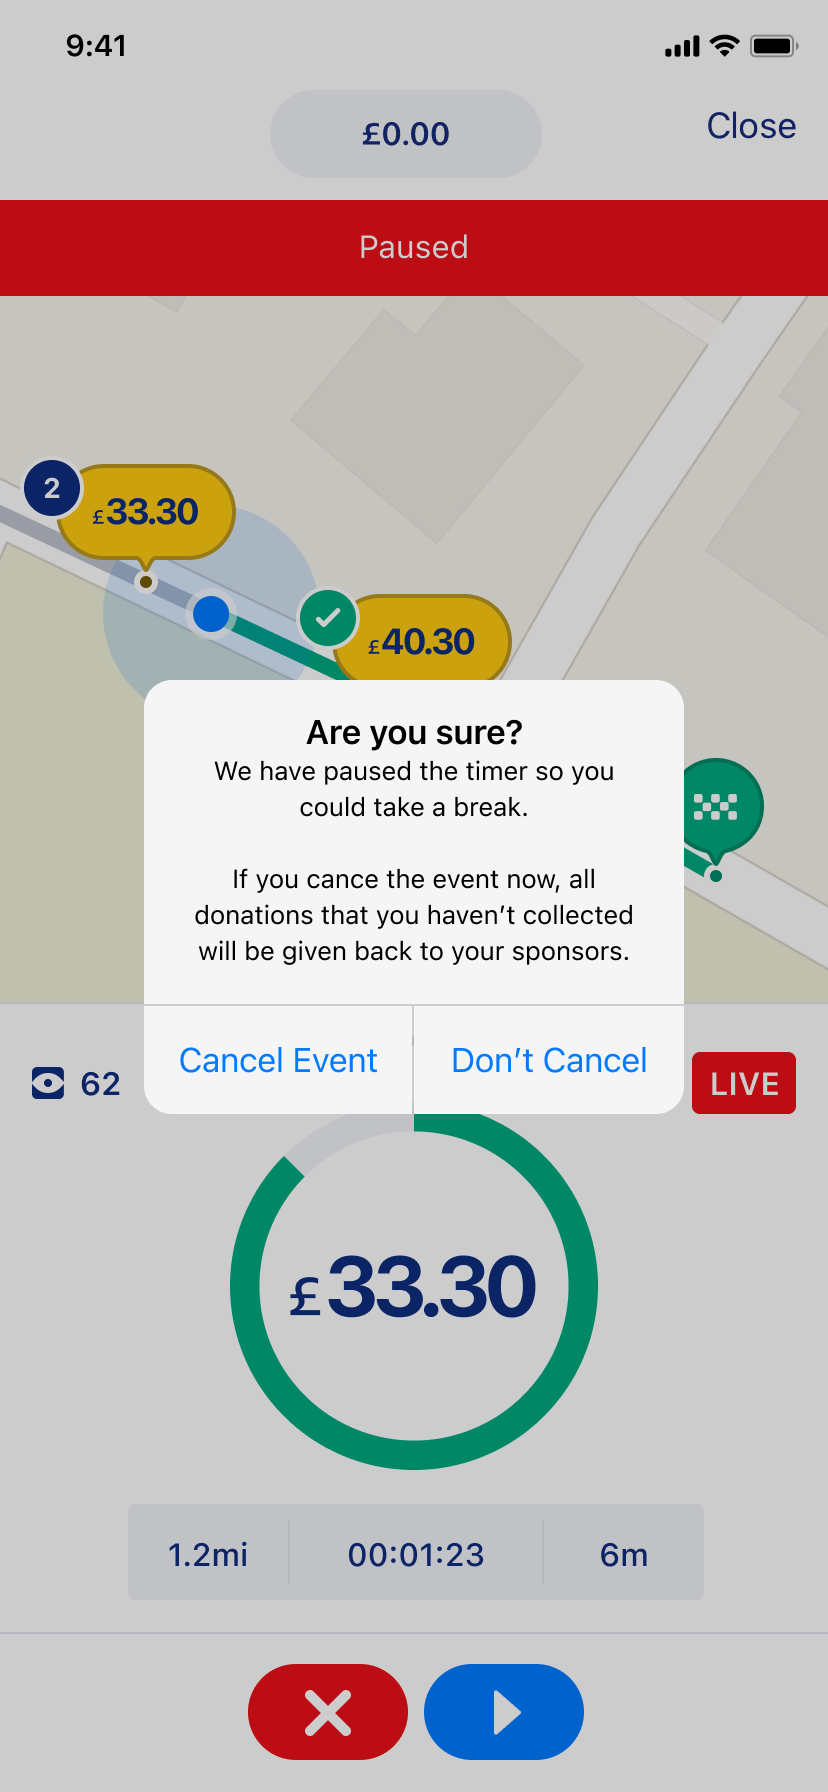 9:41
£0.00
Close
Paused
2
£33.30
£40.30
Are you sure?
We have paused the timer so you
could take a break.
If you cance the event now, all
donations that you haven't collected
will be given back to your sponsors.
Cancel Event
Don't Cancel
62
LIVE
£33.30
1.2mi
00:01:23
6m